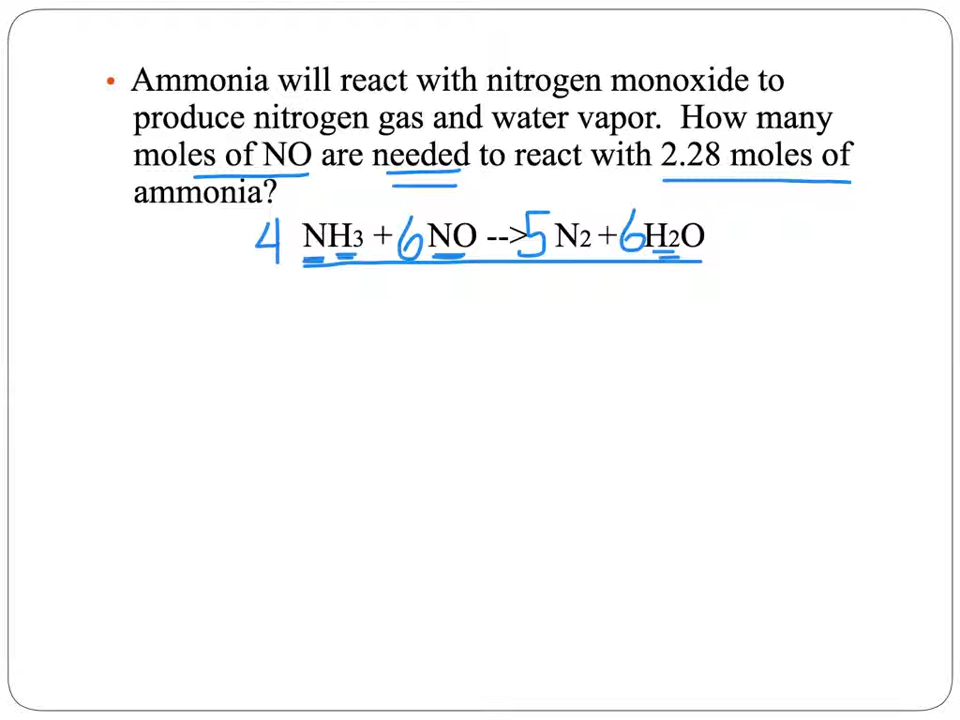 • Ammonia will react with nitrogen monoxide to
produce nitrogen gas and water vapor. How many
moles of NO are needed to react with 2.28 moles of
ammonia?
4 NH3 + 6 NO --> 5 N2 + 6 H2O